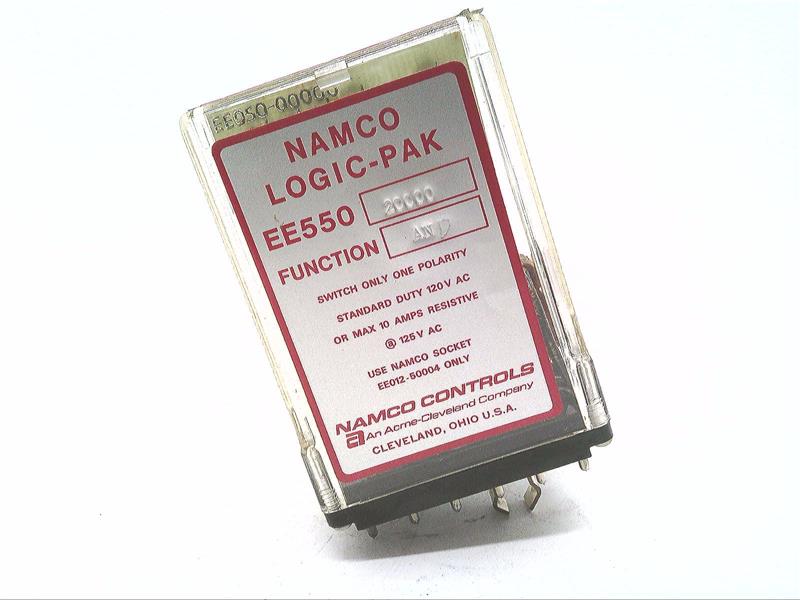 EE050-00000
NAMCO
LOGIC-PAK
EE550 20000
FUNCTION AND
SWITCH ONLY ONE POLARITY
STANDARD DUTY 120V AC
OR MAX 10 AMPS RESISTIVE
@ 125V AC
USE NAMCO SOCKET
EE012-50004 ONLY
NAMCO CONTROLS
a An Acme-Cleveland Company
CLEVELAND, OHIO U.S.A.